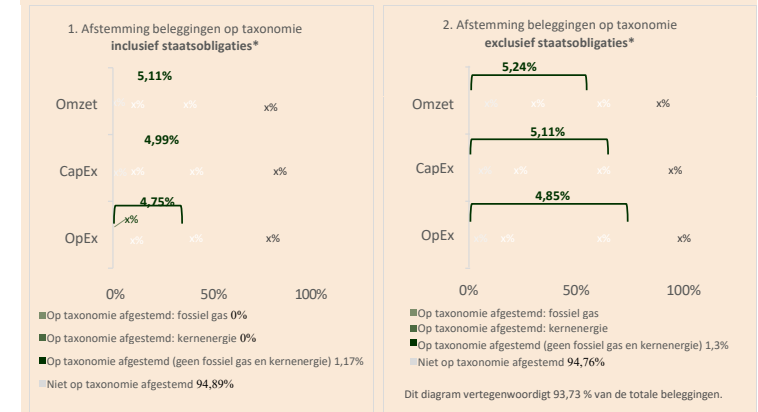 1. Afstemming beleggingen op taxonomie
inclusief staatsobligaties*
5,11%
Omzet
x% x% x% x%
4,99%
CapEx
x% x% x% x%
4,75%
x%
OpEx
x% x% x%
0% 50% 100%
Op taxonomie afgestemd: fossiel gas 0%
Op taxonomie afgestemd: kernenergie 0%
Op taxonomie afgestemd (geen fossiel gas en kernenergie) 1,17%
Niet op taxonomie afgestemd 94,89%
2. Afstemming beleggingen op taxonomie
exclusief staatsobligaties*
5,24%
Omzet
x% x% x% x%
5,11%
CapEx
x% x% x% x%
4,85%
OpEx
x% x% x% x%
0% 50% 100%
Op taxonomie afgestemd: fossiel gas
Op taxonomie afgestemd: kernenergie
Op taxonomie afgestemd (geen fossiel gas en kernenergie) 1,3%
Niet op taxonomie afgestemd 94,76%
Dit diagram vertegenwoordigt 93,73 % van de totale beleggingen.